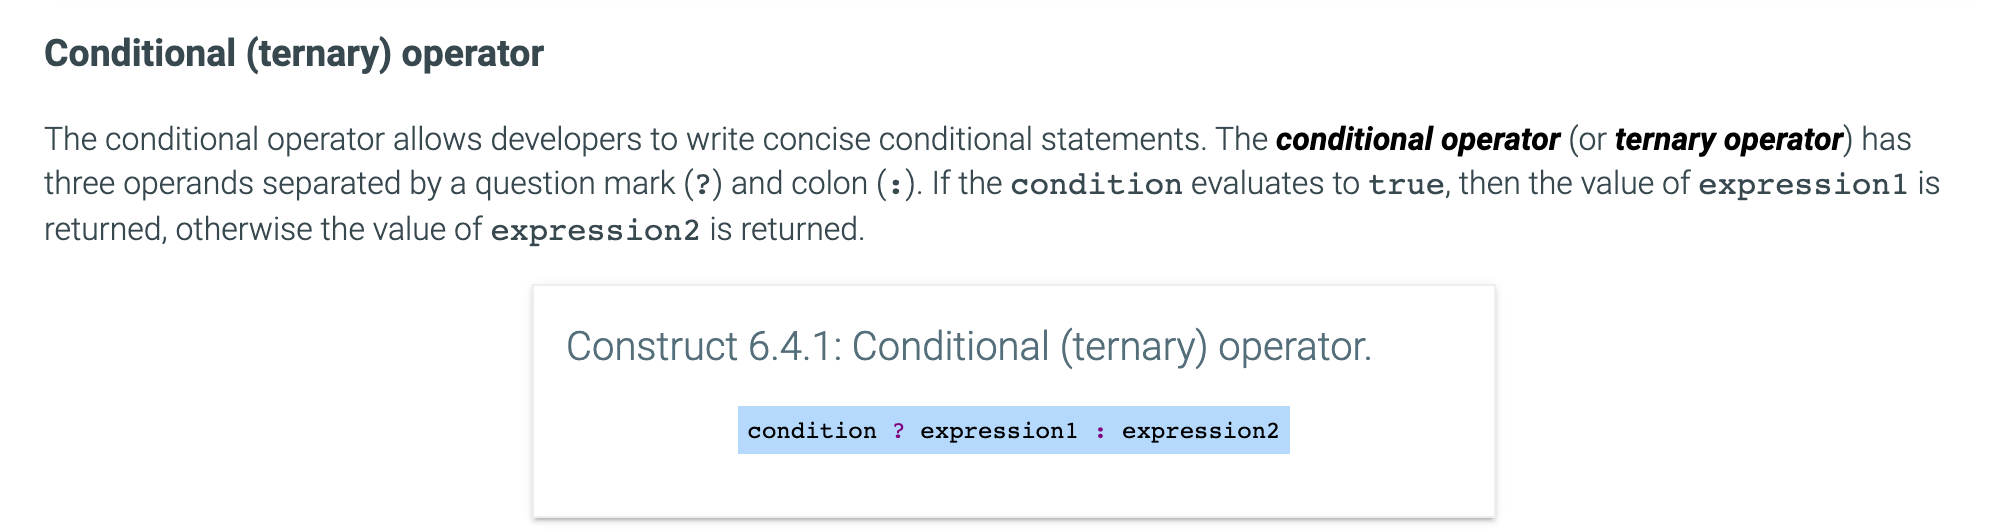 Conditional (ternary) operator
The conditional operator allows developers to write concise conditional statements. The conditional operator (or ternary operator) has
three operands separated by a question mark (?) and colon (:). If the condition evaluates to true, then the value of expression1 is
returned, otherwise the value of expression2 is returned.
Construct 6.4.1: Conditional (ternary) operator.
condition ? expression1 : expression2